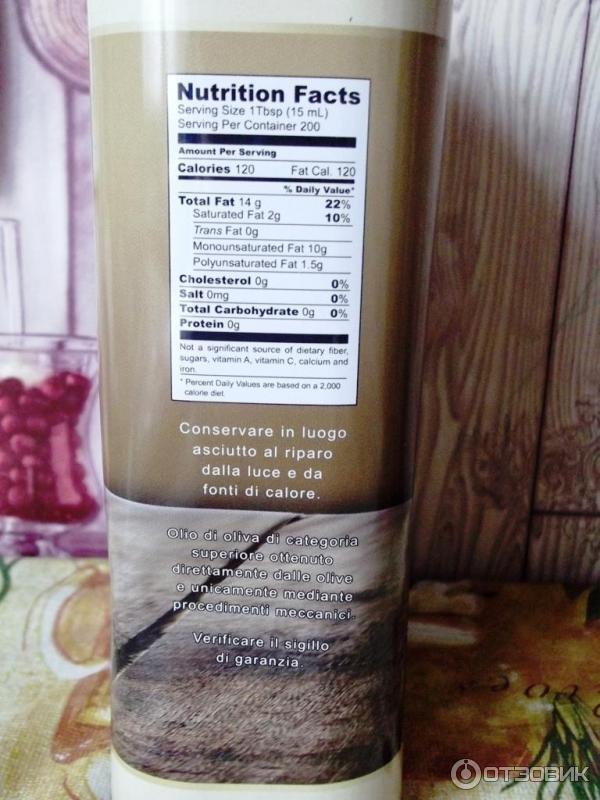 Nutrition Facts
Serving Size 1Tbsp (15 mL)
Serving Per Container 200
Amount Per Serving
Calories 120 Fat Cal. 120
% Daily Value*
Total Fat 14 g 22%
Saturated Fat 2g 10%
Trans Fat 0g
Monounsaturated Fat 10g
Polyunsaturated Fat 1.5g
Cholesterol 0g 0%
Salt 0mg 0%
Total Carbohydrate 0g 0%
Protein 0g
Not a significant source of dietary fiber,
sugars, vitamin A, vitamin C, calcium and
iron.
* Percent Daily Values are based on a 2,000
calorie diet.
Conservare in luogo
asciutto al riparo
dalla luce e da
fonti di calore.
Olio di oliva di categoria
superiore ottenuto
direttamente dalle olive
e unicamente mediante
procedimenti meccanici.
Verificare il sigillo
di garanzia.
ОТЗОВИК